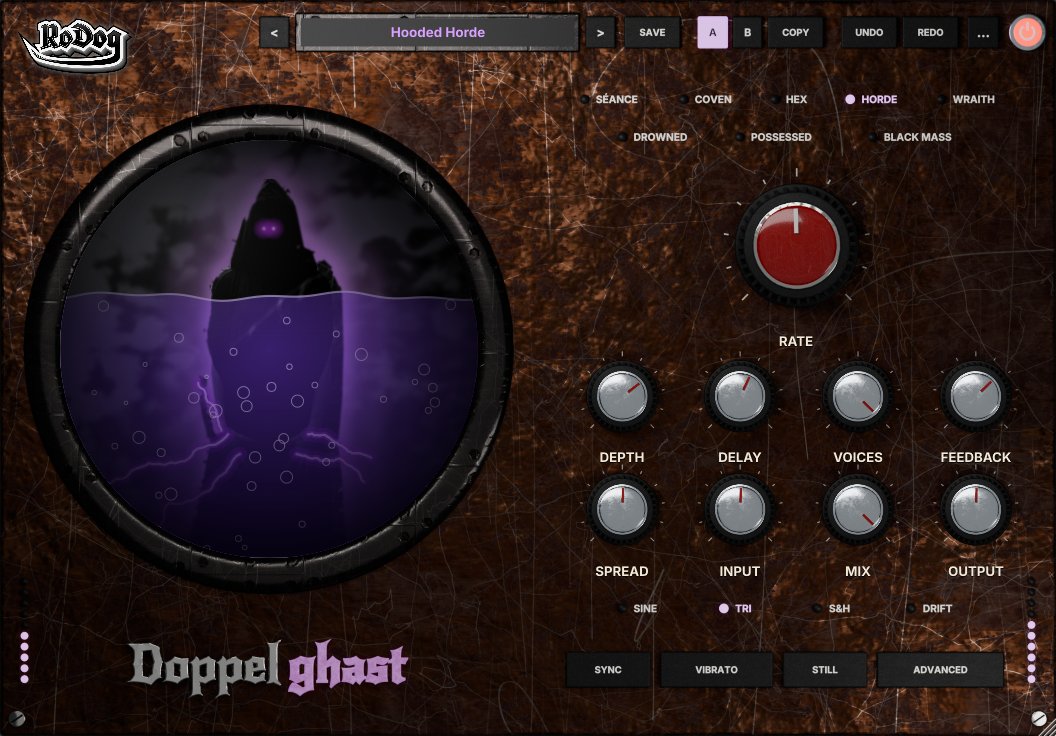 RoDog
< Hooded Horde > SAVE A B COPY UNDO REDO ...
SÉANCE COVEN HEX HORDE WRAITH
DROWNED POSSESSED BLACK MASS
RATE
DEPTH DELAY VOICES FEEDBACK
SPREAD INPUT MIX OUTPUT
SINE TRI S&H DRIFT
Doppelghast
SYNC VIBRATO STILL ADVANCED